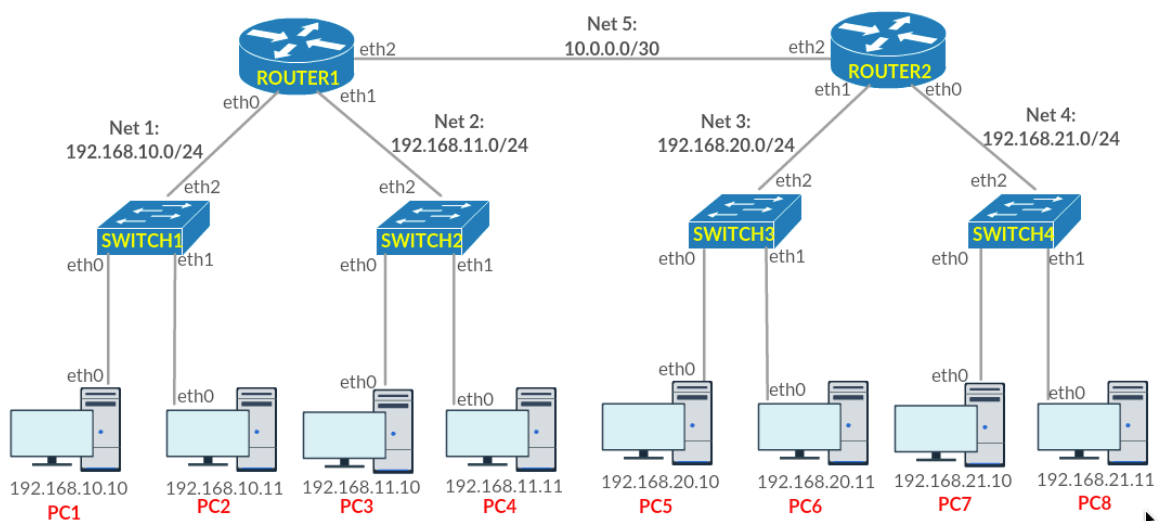 Net 5:
10.0.0.0/30
eth2
eth2
ROUTER1
ROUTER2
eth0
eth1
eth1
eth0
Net 1:
192.168.10.0/24
Net 2:
192.168.11.0/24
Net 3:
192.168.20.0/24
Net 4:
192.168.21.0/24
eth2
eth2
eth2
eth2
SWITCH1
SWITCH2
SWITCH3
SWITCH4
eth0
eth1
eth0
eth1
eth0
eth1
eth0
eth1
eth0
eth0
eth0
eth0
eth0
eth0
eth0
eth0
192.168.10.10
192.168.10.11
192.168.11.10
192.168.11.11
192.168.20.10
192.168.20.11
192.168.21.10
192.168.21.11
PC1
PC2
PC3
PC4
PC5
PC6
PC7
PC8